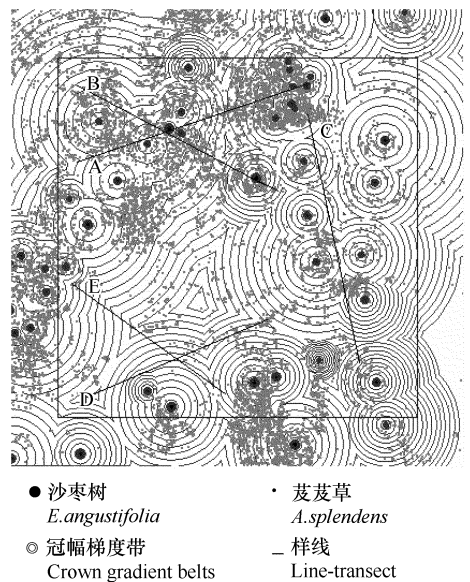 B
C
A
E
D
沙枣树
芨芨草
E.angustifolia
A.splendens
冠幅梯度带
样线
Crown gradient belts
Line-transect